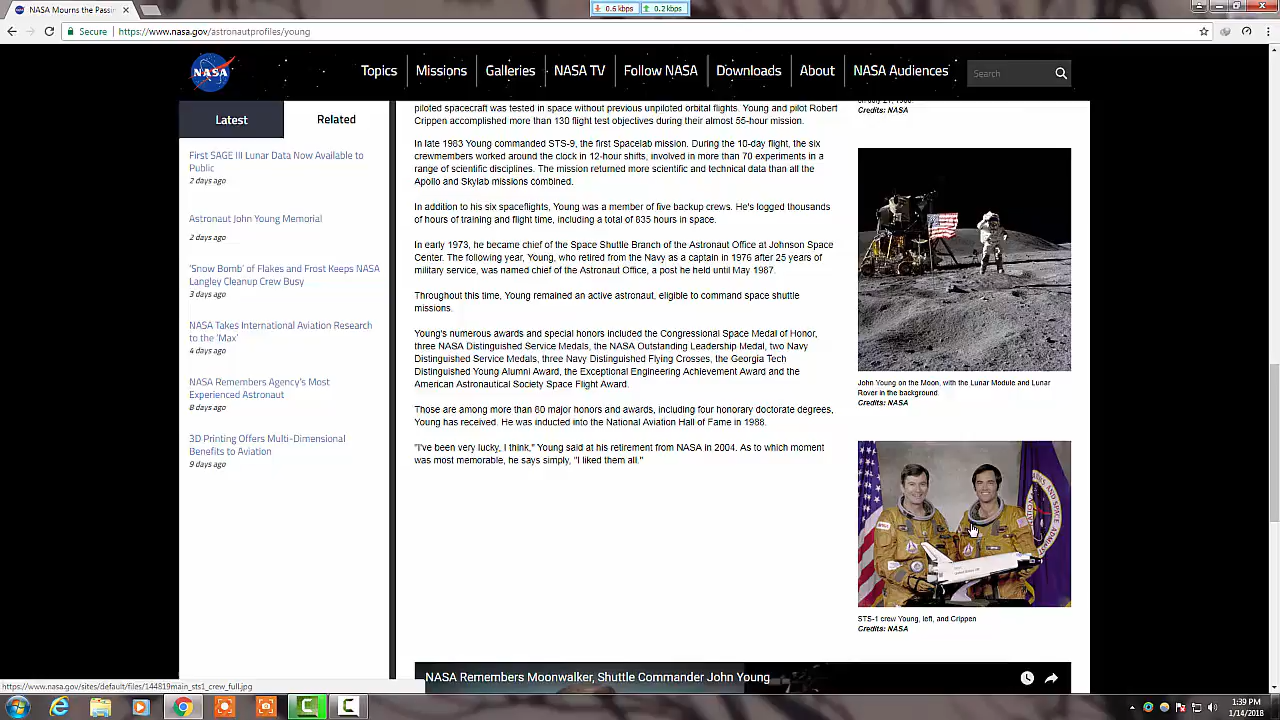 NASA Mourns the Passi
0.6 kbps
0.2 kbps
Secure
https://www.nasa.gov/astronautprofiles/young
NASA
Topics
Missions
Galleries
NASA TV
Follow NASA
Downloads
About
NASA Audiences
Search
Latest
Related
First SAGE III Lunar Data Now Available to
Public
2 days ago
Astronaut John Young Memorial
2 days ago
'Snow Bomb' of Flakes and Frost Keeps NASA
Langley Cleanup Crew Busy
3 days ago
NASA Takes International Aviation Research
to the 'Max'
4 days ago
NASA Remembers Agency's Most
Experienced Astronaut
8 days ago
3D Printing Offers Multi-Dimensional
Benefits to Aviation
9 days ago
piloted spacecraft was tested in space without previous unpiloted orbital flights. Young and pilot Robert
Crippen accomplished more than 130 flight test objectives during their almost 55-hour mission.
In late 1983 Young commanded STS-9, the first Spacelab mission. During the 10-day flight, the six
crewmembers worked around the clock in 12-hour shifts, involved in more than 70 experiments in a
range of scientific disciplines. The mission returned more scientific and technical data than all the
Apollo and Skylab missions combined.
In addition to his six spaceflights, Young was a member of five backup crews. He's logged thousands
of hours of training and flight time, including a total of 835 hours in space.
In early 1973, he became chief of the Space Shuttle Branch of the Astronaut Office at Johnson Space
Center. The following year, Young, who retired from the Navy as a captain in 1976 after 25 years of
military service, was named chief of the Astronaut Office, a post he held until May 1987.
Throughout this time, Young remained an active astronaut, eligible to command space shuttle
missions.
Young's numerous awards and special honors included the Congressional Space Medal of Honor,
three NASA Distinguished Service Medals, the NASA Outstanding Leadership Medal, two Navy
Distinguished Service Medals, three Navy Distinguished Flying Crosses, the Georgia Tech
Distinguished Young Alumni Award, the Exceptional Engineering Achievement Award and the
American Astronautical Society Space Flight Award.
Those are among more than 80 major honors and awards, including four honorary doctorate degrees,
Young has received. He was inducted into the National Aviation Hall of Fame in 1988.
"I've been very lucky, I think," Young said at his retirement from NASA in 2004. As to which moment
was most memorable, he says simply, "I liked them all."
Credits: NASA
John Young on the Moon, with the Lunar Module and Lunar
Rover in the background
Credits: NASA
STS-1 crew Young, left, and Crippen
Credits: NASA
NASA Remembers Moonwalker, Shuttle Commander John Young
https://www.nasa.gov/sites/default/files/144819main_sts1_crew_full.jpg
1:39 PM
1/14/2018